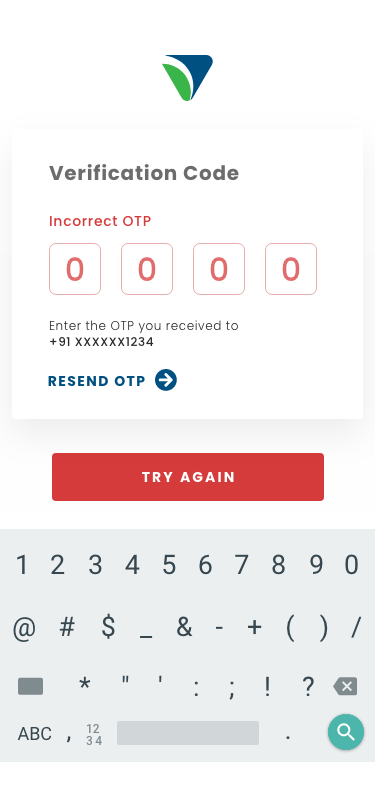 Verification Code
Incorrect OTP
0 0 0 0
Enter the OTP you received to
+91 XXXXXX1234
RESEND OTP
TRY AGAIN
1 2 3 4 5 6 7 8 9 0
@ # $ _ & - + ( ) /
* " ' : ; ! ?
ABC , 12 34 .